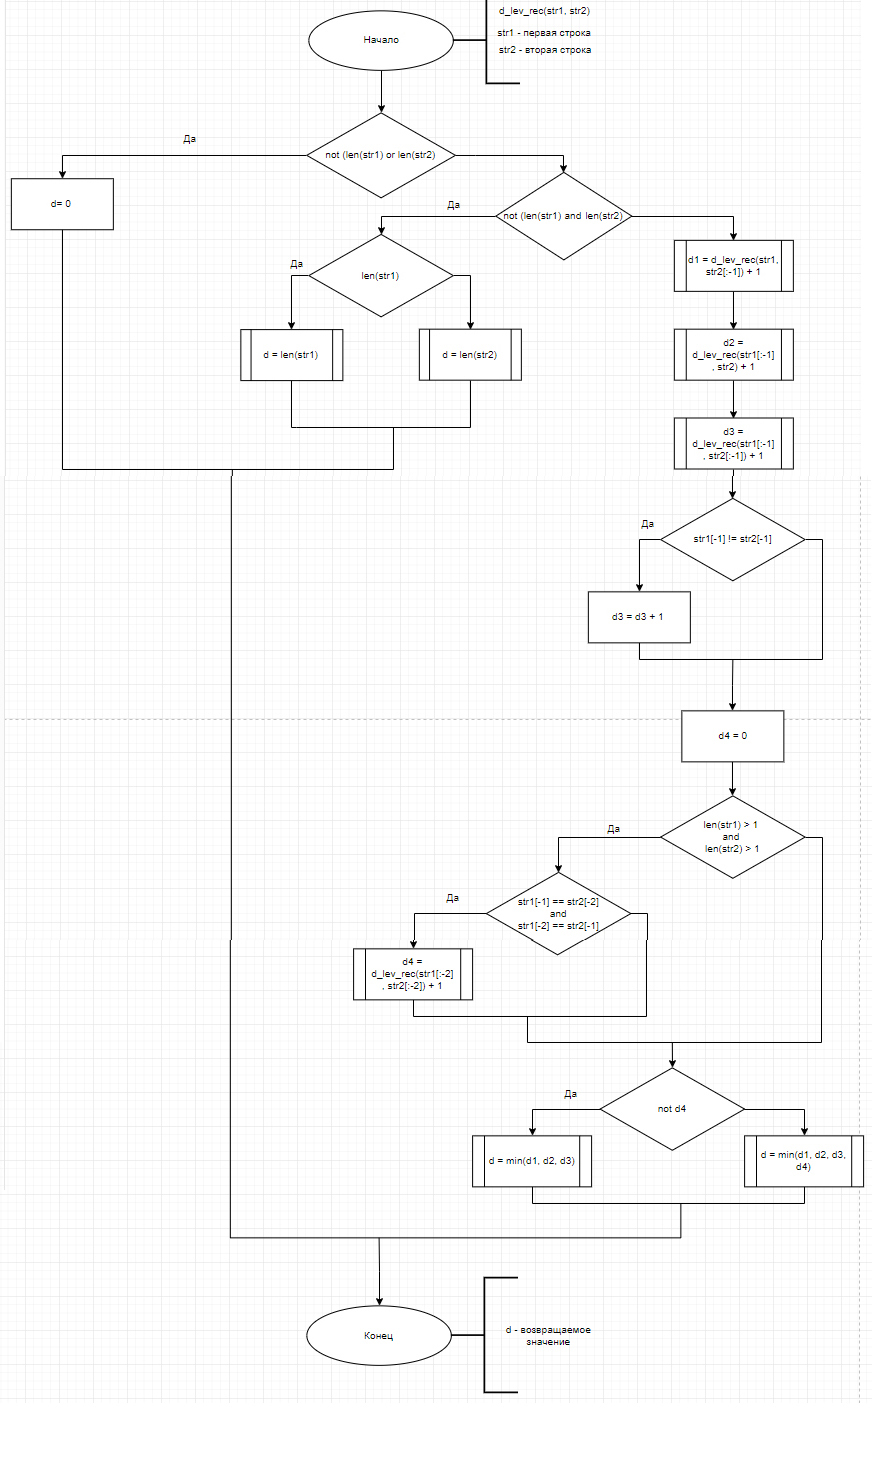 d_lev_rec(str1, str2)
str1 - первая строка
str2 - вторая строка
Начало
Да
not (len(str1) or len(str2)
d= 0
Да
not (len(str1) and len(str2)
Да
len(str1)
d1 = d_lev_rec(str1,
str2[:-1]) + 1
d = len(str1)
d = len(str2)
d2 =
d_lev_rec(str1[:-1]
, str2) + 1
d3 =
d_lev_rec(str1[:-1]
, str2[:-1]) + 1
Да
str1[-1] != str2[-1]
d3 = d3 + 1
d4 = 0
Да
len(str1) > 1
and
len(str2) > 1
Да
str1[-1] == str2[-2]
and
str1[-2] == str2[-1]
d4 =
d_lev_rec(str1[:-2]
, str2[:-2]) + 1
Да
not d4
d = min(d1, d2, d3)
d = min(d1, d2, d3,
d4)
Конец
d - возвращаемое
значение